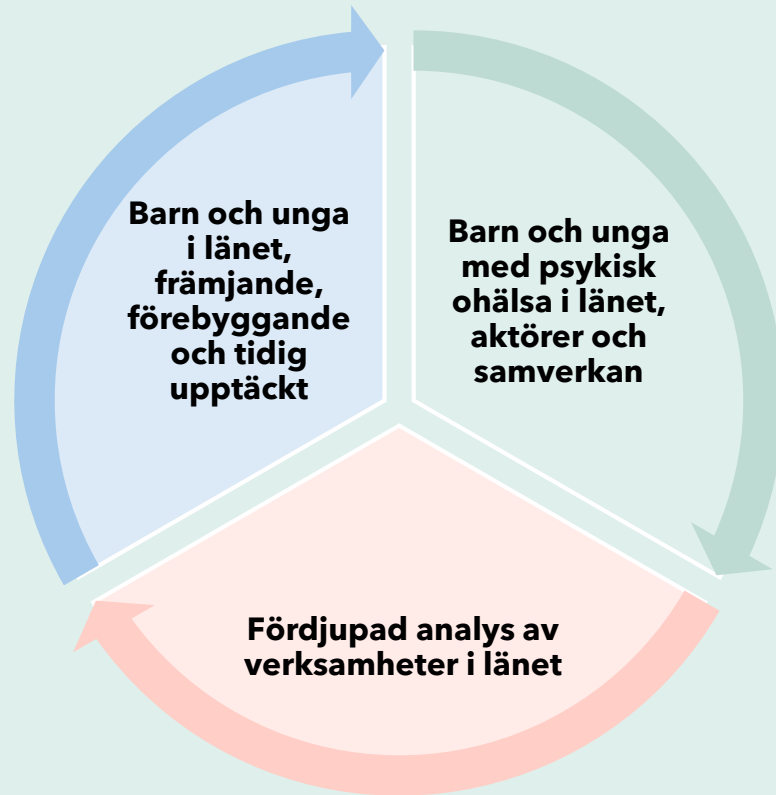 Barn och unga
i länet,
främjande,
förebyggande
och tidig
upptäckt
Barn och unga
med psykisk
ohälsa i länet,
aktörer och
samverkan
Fördjupad analys av
verksamheter i länet